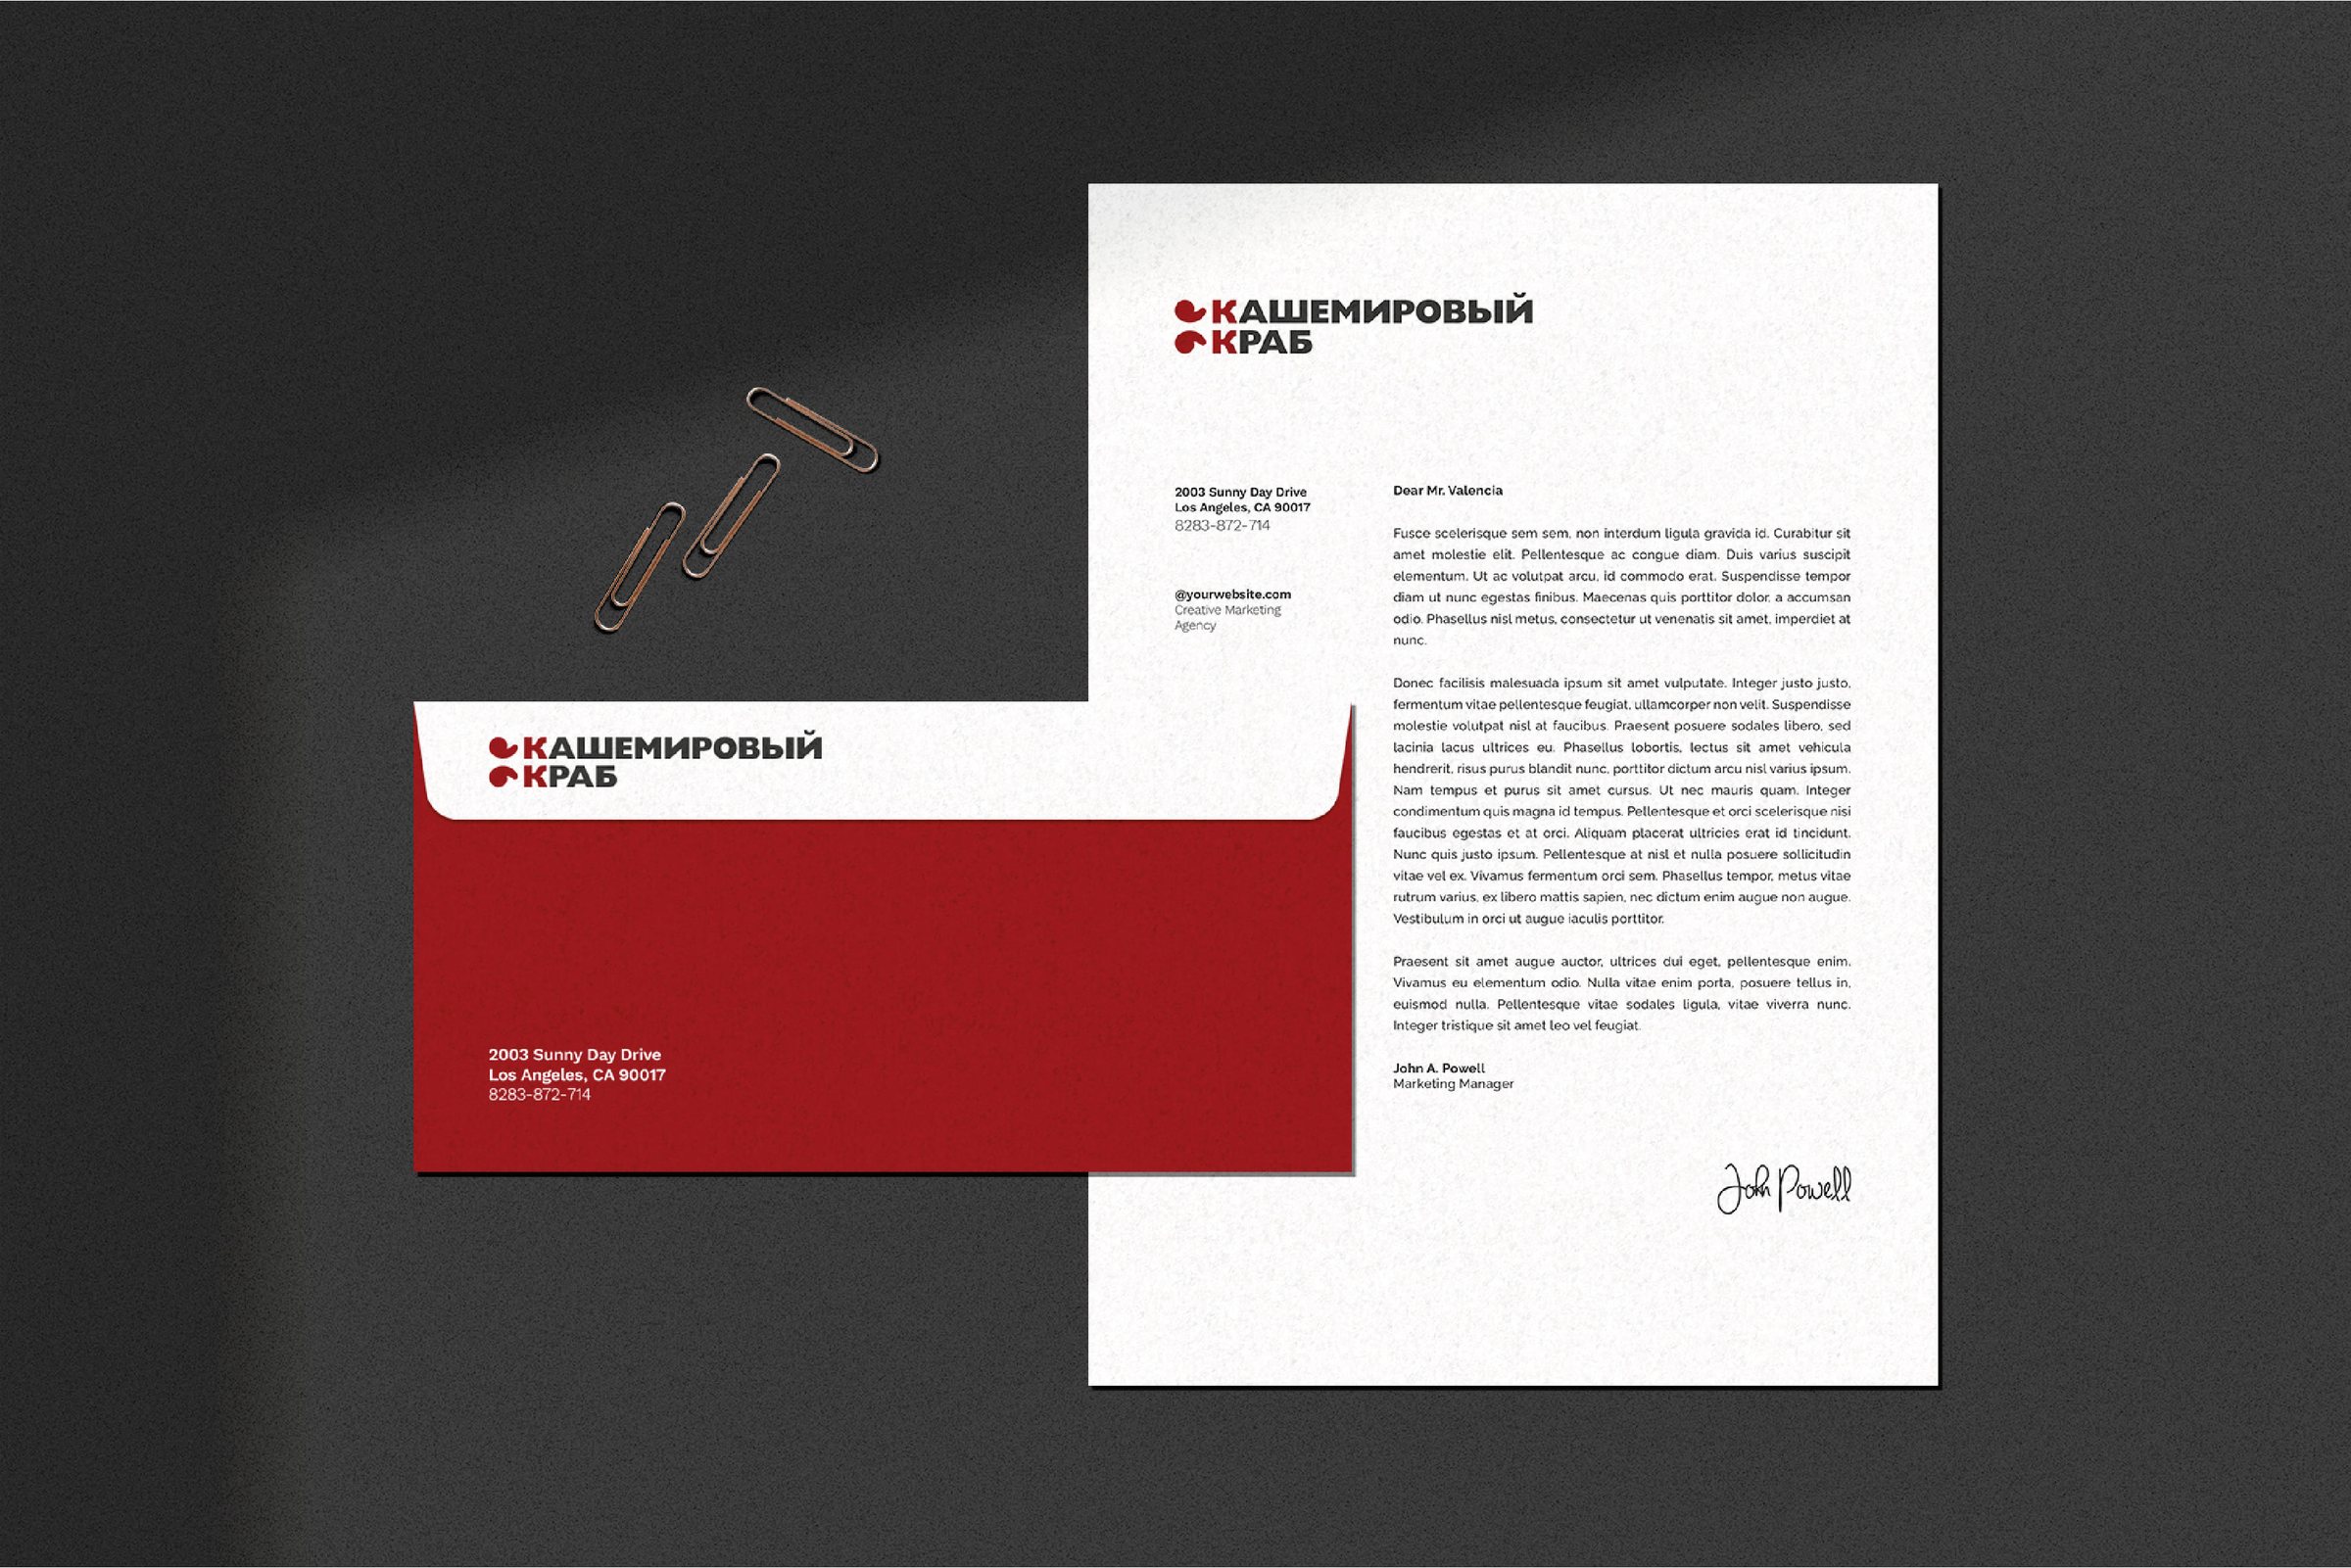 КАШЕМИРОВЫЙ
КРАБ
2003 Sunny Day Drive
Los Angeles, CA 90017
8283-872-714
@yourwebsite.com
Creative Marketing
Agency
Dear Mr. Valencia
Fusce scelerisque sem sem, non interdum ligula gravida id. Curabitur sit
amet molestie elit. Pellentesque ac congue diam. Duis varius suscipit
elementum. Ut ac volutpat arcu, id commodo erat. Suspendisse tempor
diam ut nunc egestas finibus. Maecenas quis porttitor dolor, a accumsan
odio. Phasellus nisl metus, consectetur ut venenatis sit amet, imperdiet at
nunc.
Donec facilisis malesuada ipsum sit amet vulputate. Integer justo justo,
fermentum vitae pellentesque feugiat, ullamcorper non velit. Suspendisse
molestie volutpat nisl at faucibus. Praesent posuere sodales libero, sed
lacinia lacus ultrices eu. Phasellus lobortis, lectus sit amet vehicula
hendrerit, risus purus blandit nunc, porttitor dictum arcu nisl varius ipsum.
Nam tempus et purus sit amet cursus. Ut nec mauris quam. Integer
condimentum quis magna id tempus. Pellentesque et orci scelerisque nisi
faucibus egestas et at orci. Aliquam placerat ultricies erat id tincidunt.
Nunc quis justo ipsum. Pellentesque at nisl et nulla posuere sollicitudin
vitae vel ex. Vivamus fermentum orci sem. Phasellus tempor, metus vitae
rutrum varius, ex libero mattis sapien, nec dictum enim augue non augue.
Vestibulum in orci ut augue iaculis porttitor.
Praesent sit amet augue auctor, ultrices dui eget, pellentesque enim.
Vivamus eu elementum odio. Nulla vitae enim porta, posuere tellus in,
euismod nulla. Pellentesque vitae sodales ligula, vitae viverra nunc.
Integer tristique sit amet leo vel feugiat.
John A. Powell
Marketing Manager
John Powell
КАШЕМИРОВЫЙ
КРАБ
2003 Sunny Day Drive
Los Angeles, CA 90017
8283-872-714